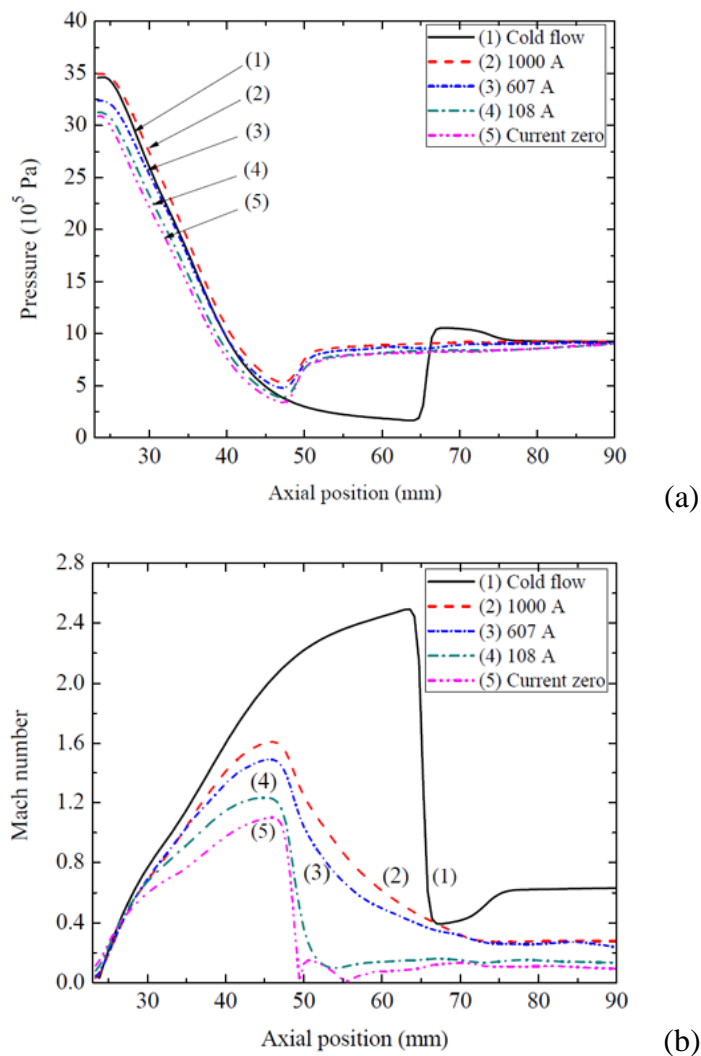 40
35
30
25
20
15
10
5
0
Pressure (10⁵ Pa)
(1) Cold flow
(2) 1000 A
(3) 607 A
(4) 108 A
(5) Current zero
(1)
(2)
(3)
(4)
(5)
30 40 50 60 70 80 90
Axial position (mm)
(a)
2.8
2.4
2.0
1.6
1.2
0.8
0.4
0.0
Mach number
(1) Cold flow
(2) 1000 A
(3) 607 A
(4) 108 A
(5) Current zero
(4)
(5)
(3) (2) (1)
30 40 50 60 70 80 90
Axial position (mm)
(b)